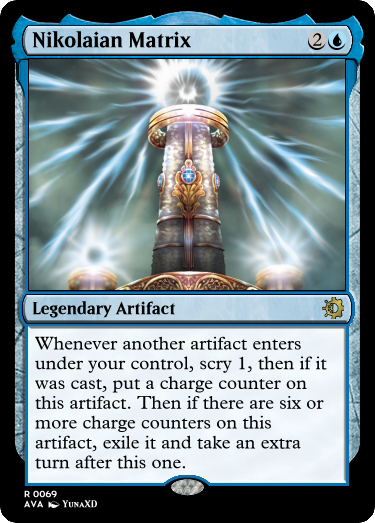 Nikolaian Matrix 2
Legendary Artifact
Whenever another artifact enters
under your control, scry 1, then if it
was cast, put a charge counter on
this artifact. Then if there are six or
more charge counters on this
artifact, exile it and take an extra
turn after this one.
R 0069
AVA YunaXD